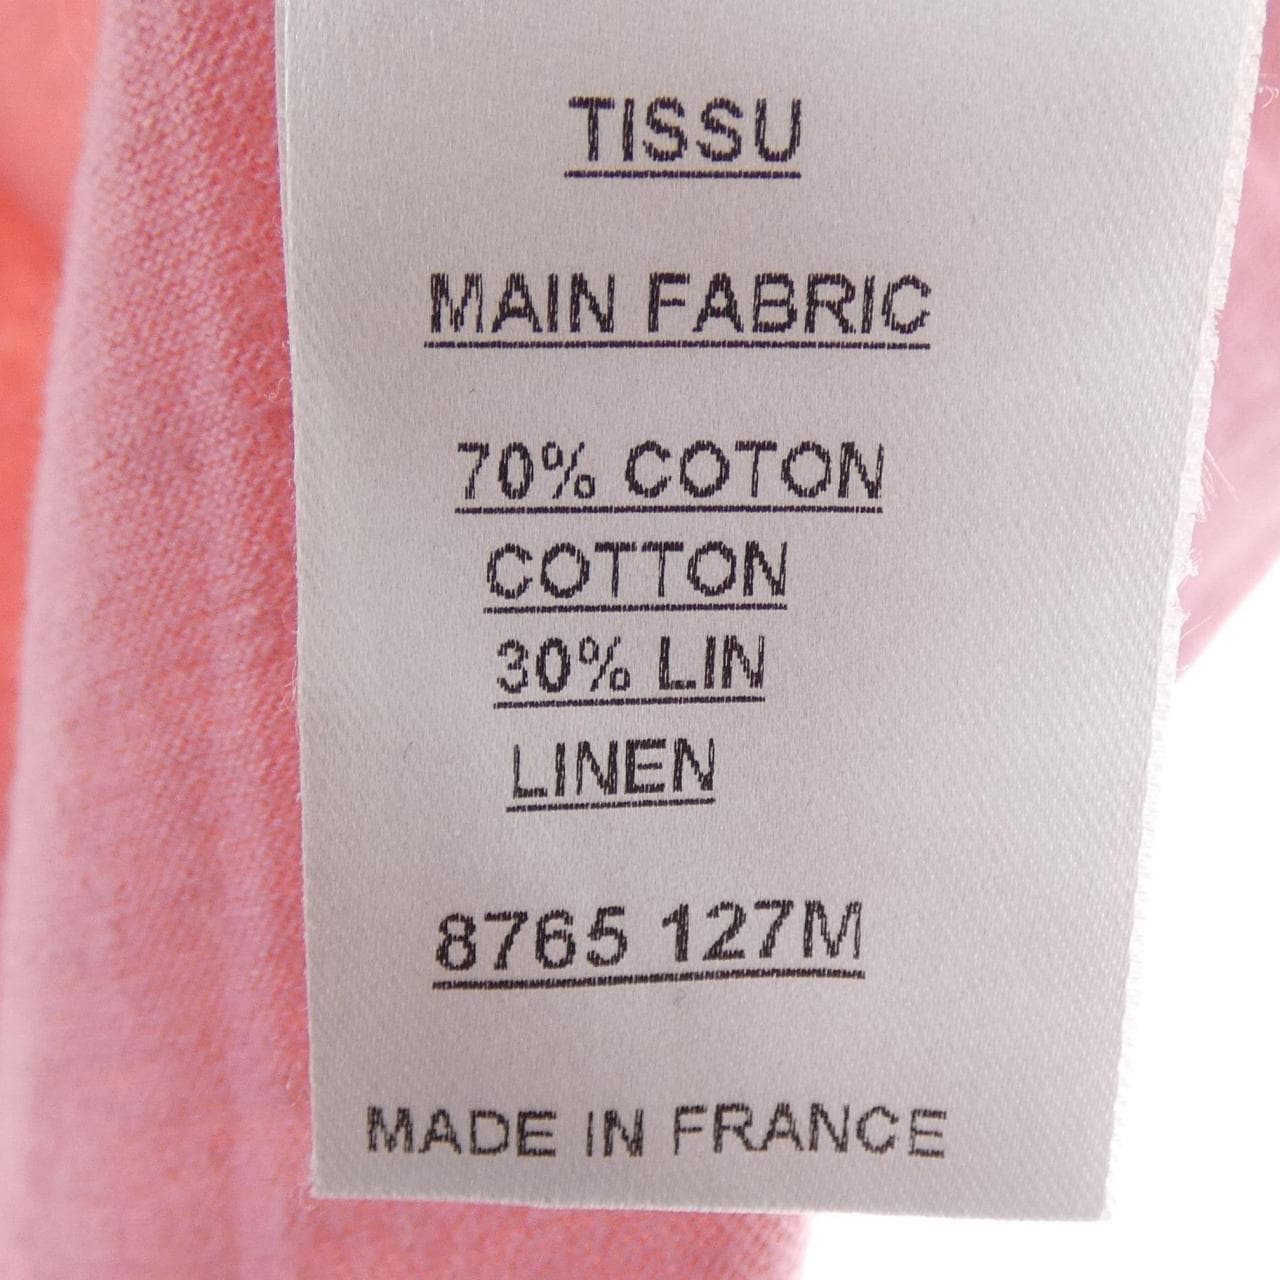 TISSU
MAIN FABRIC
70% COTON
COTTON
30% LIN
LINEN
8765 127M
MADE IN FRANCE